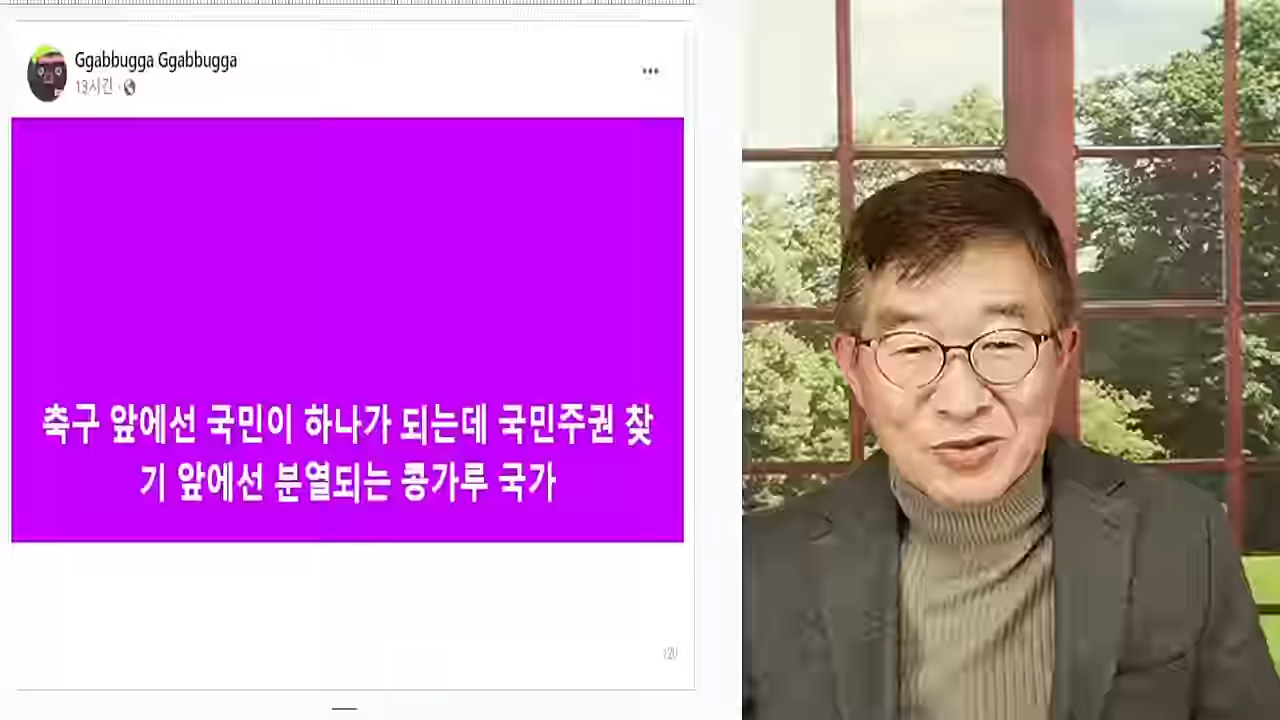 Ggabbugga Ggabbugga
13시간 ·
축구 앞에선 국민이 하나가 되는데 국민주권 찾
기 앞에선 분열되는 콩가루 국가